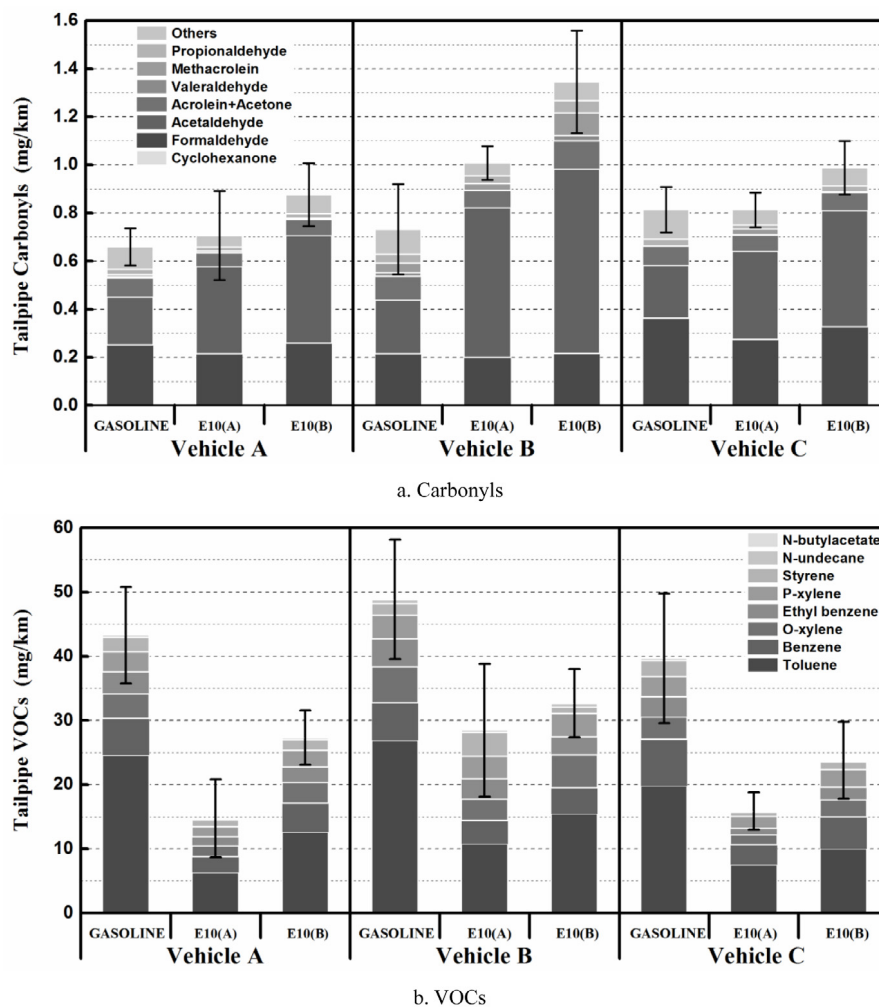 Tailpipe Carbonyls (mg/km)
1.6
1.4
1.2
1.0
0.8
0.6
0.4
0.2
0.0
Others
Propionaldehyde
Methacrolein
Valeraldehyde
Acrolein+Acetone
Acetaldehyde
Formaldehyde
Cyclohexanone
GASOLINE E10(A) E10(B) GASOLINE E10(A) E10(B) GASOLINE E10(A) E10(B)
Vehicle A Vehicle B Vehicle C
a. Carbonyls
Tailpipe VOCs (mg/km)
60
50
40
30
20
10
0
N-butylacetate
N-undecane
Styrene
P-xylene
Ethyl benzene
O-xylene
Benzene
Toluene
GASOLINE E10(A) E10(B) GASOLINE E10(A) E10(B) GASOLINE E10(A) E10(B)
Vehicle A Vehicle B Vehicle C
b. VOCs